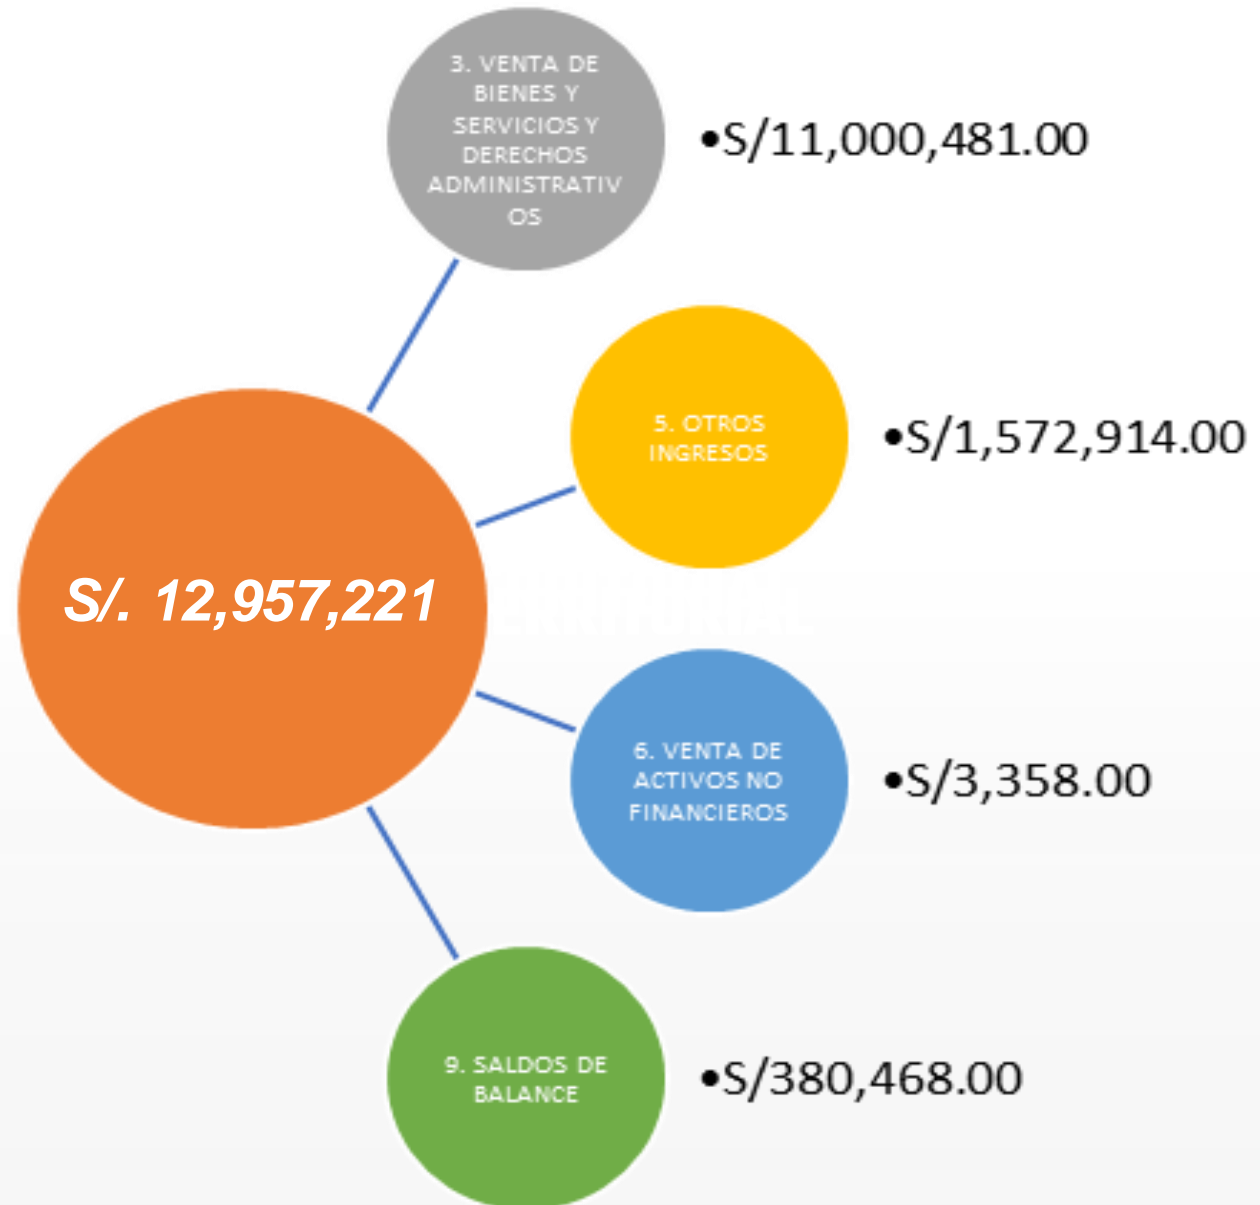 3. VENTA DE
BIENES Y
SERVICIOS Y
DERECHOS
ADMINISTRATIV
OS
•S/11,000,481.00
5. OTROS
INGRESOS
•S/1,572,914.00
S/. 12,957,221
6. VENTA DE
ACTIVOS NO
FINANCIEROS
•S/3,358.00
9. SALDOS DE
BALANCE
•S/380,468.00